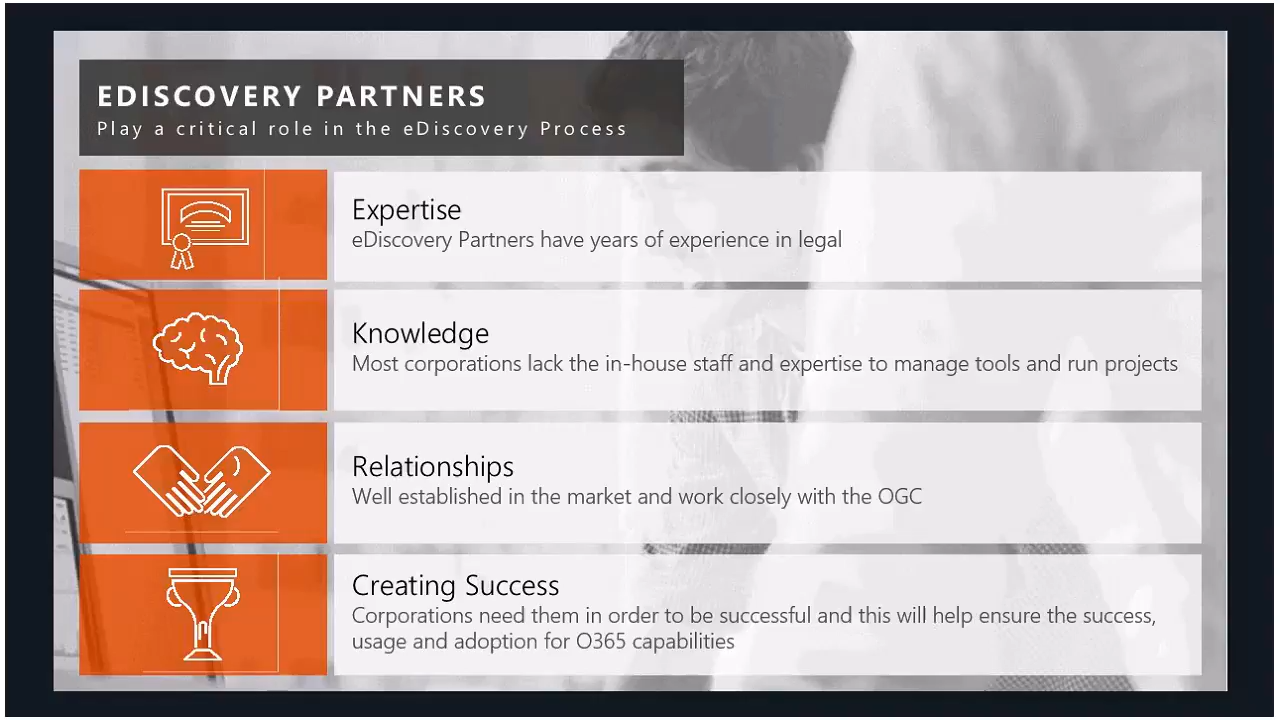 EDISCOVERY PARTNERS
Play a critical role in the eDiscovery Process
Expertise
eDiscovery Partners have years of experience in legal
Knowledge
Most corporations lack the in-house staff and expertise to manage tools and run projects
Relationships
Well established in the market and work closely with the OGC
Creating Success
Corporations need them in order to be successful and this will help ensure the success,
usage and adoption for O365 capabilities